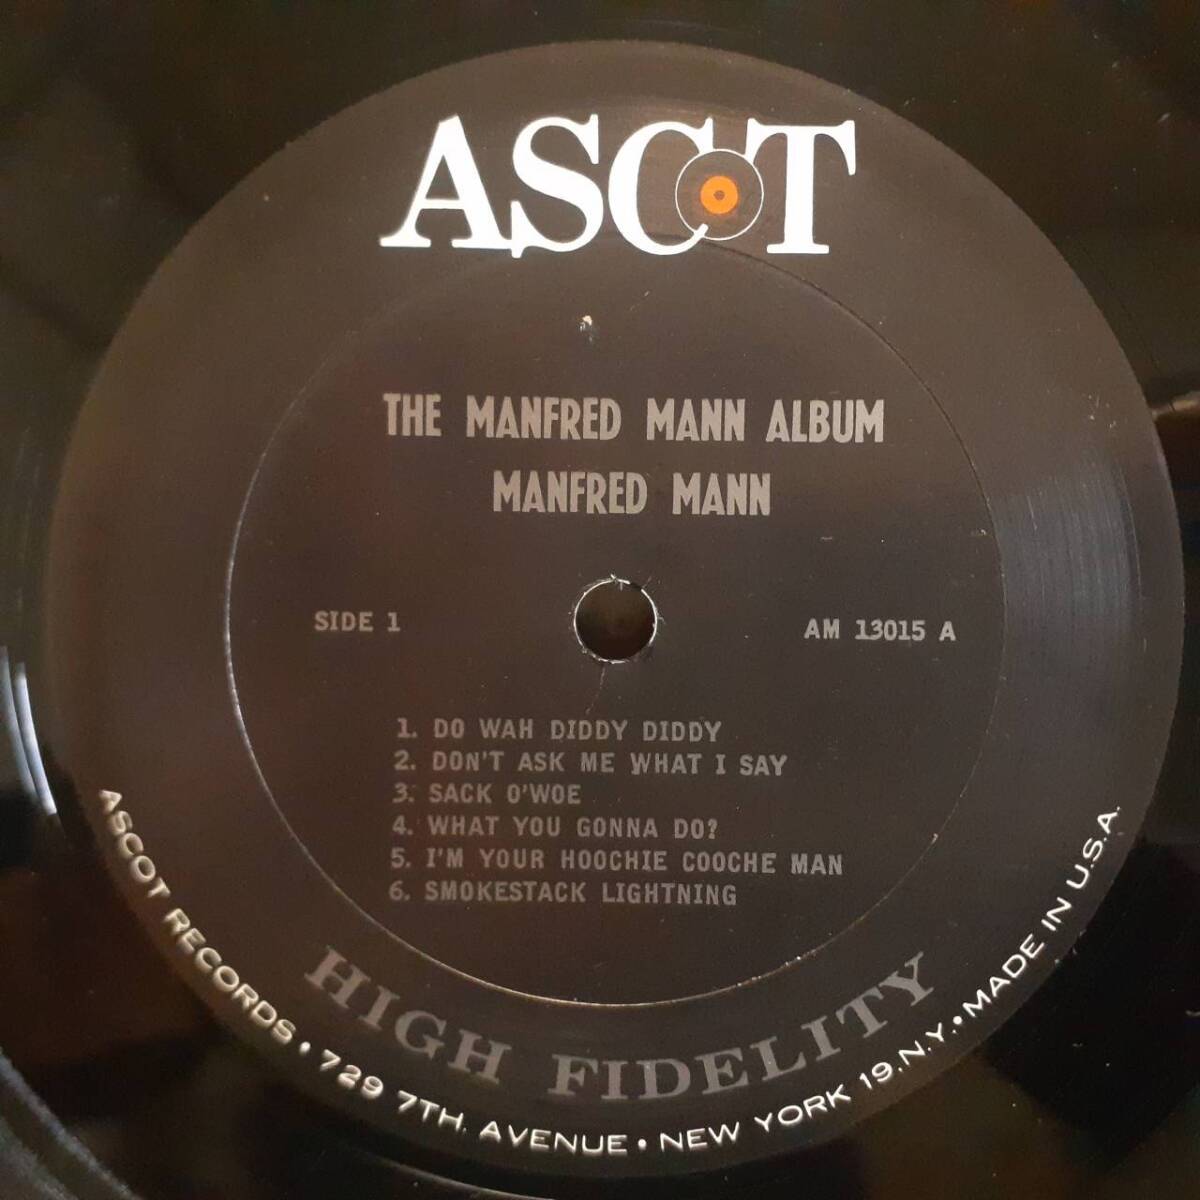 ASCOT
THE MANFRED MANN ALBUM
MANFRED MANN
SIDE 1
AM 13015 A
1. DO WAH DIDDY DIDDY
2. DON'T ASK ME WHAT I SAY
3. SACK O'WOE
4. WHAT YOU GONNA DO?
5. I'M YOUR HOOCHIE COOCHE MAN
6. SMOKESTACK LIGHTNING
HIGH FIDELITY
ASCOT RECORDS • 729 7TH. AVENUE • NEW YORK 19, N.Y. • MADE IN U.S.A.